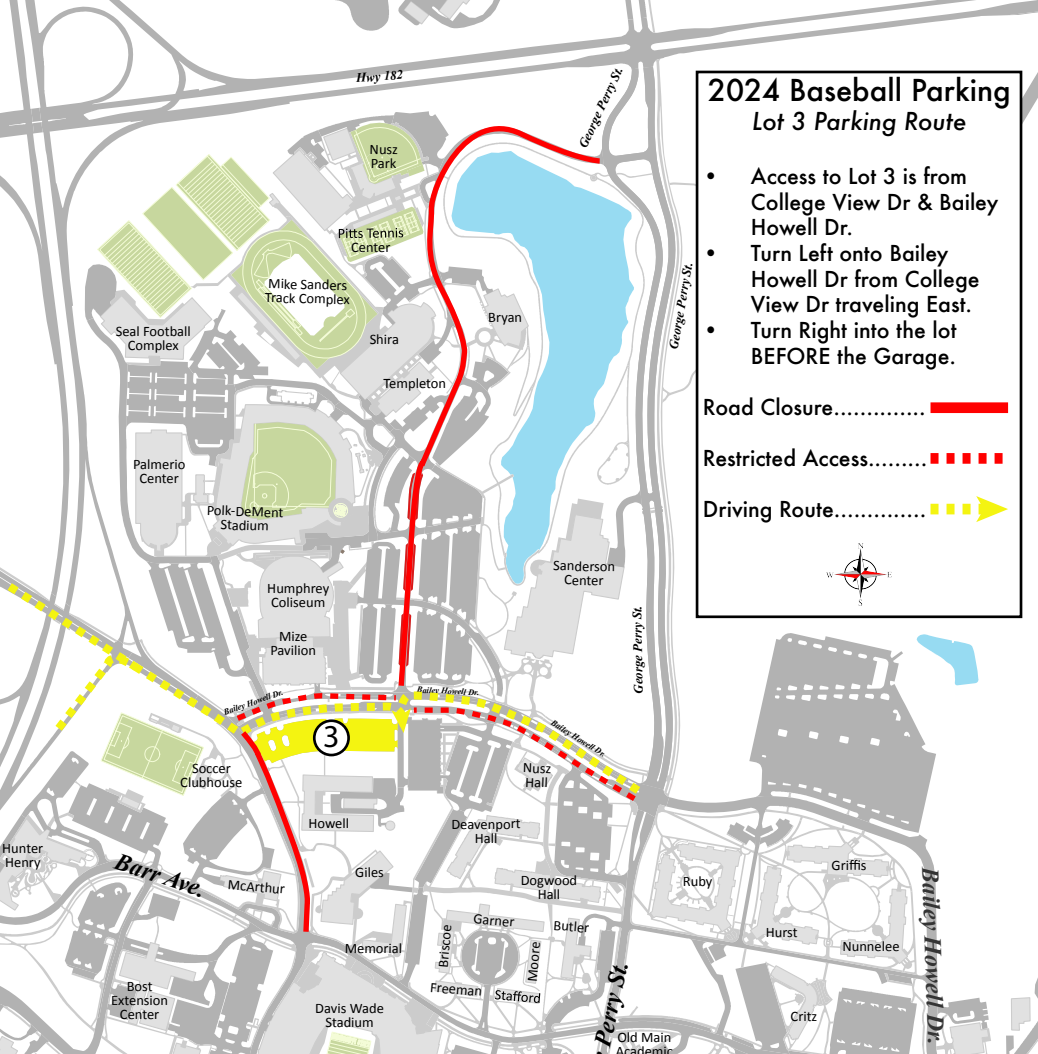 Hwy 182
George Perry St.
2024 Baseball Parking
Lot 3 Parking Route
• Access to Lot 3 is from
College View Dr & Bailey
Howell Dr.
• Turn Left onto Bailey
Howell Dr from College
View Dr traveling East.
• Turn Right into the lot
BEFORE the Garage.
Road Closure..............
Restricted Access.........
Driving Route..............
N
W
E
S
Nusz
Park
Pitts Tennis
Center
Mike Sanders
Track Complex
George Perry St.
Seal Football
Complex
Bryan
Shira
Templeton
Palmerio
Center
Polk-DeMent
Stadium
Sanderson
Center
Humphrey
Coliseum
Mize
Pavilion
George Perry St.
Bailey Howell Dr.
Bailey Howell Dr.
Bailey Howell Dr.
3
Soccer
Clubhouse
Nusz
Hall
Howell
Deavenport
Hall
Hunter
Henry
Barr Ave.
McArthur
Giles
Dogwood
Hall
Ruby
Griffis
Bailey Howell Dr.
Garner
Butler
Briscoe
Moore
Memorial
Hurst
Nunnelee
Freeman
Stafford
Bost
Extension
Center
Davis Wade
Stadium
Perry St.
Critz
Old Main
Academic